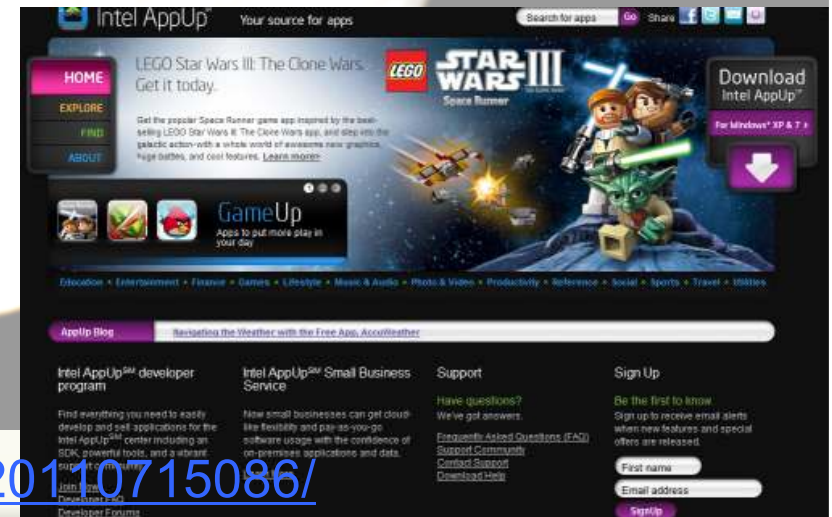 Intel AppUp℠
Your source for apps
Search for apps
Go
Share
HOME
EXPLORE
FIND
ABOUT
LEGO Star Wars III: The Clone Wars.
Get it today.
Get the popular Space Runner game app inspired by the best-
selling LEGO Star Wars III: The Clone Wars app, and step into the
galactic action-with a whole world of awesome new graphics,
huge battles, and cool features. Learn more>
LEGO
STAR WARS III
Space Runner
Download
Intel AppUp℠
For Windows* XP & 7
GameUp
Apps to put more play in
your day
Education • Entertainment • Finance • Games • Lifestyle • Music & Audio • Photo & Video • Productivity • Reference • Social • Sports • Travel • Utilities
AppUp Blog
Navigating the Weather with the Free App, AccuWeather
Intel AppUp℠ developer
program
Find everything you need to easily
develop and sell applications for the
Intel AppUp℠ center including an
SDK, powerful tools, and a vibrant
support
Join Now
Developer FAQ
Developer Forums
Intel AppUp℠ Small Business
Service
Now small businesses can get cloud-
like flexibility and pay-as-you-go
software usage with the confidence of
on-premises applications and data.
Support
Have questions?
We've got answers.
Frequently Asked Questions (FAQ)
Support Community
Contact Support
Download Help
Sign Up
Be the first to know
Sign up to receive email alerts
when new features and special
offers are released.
First name
Email address
SignUp
20110715086/